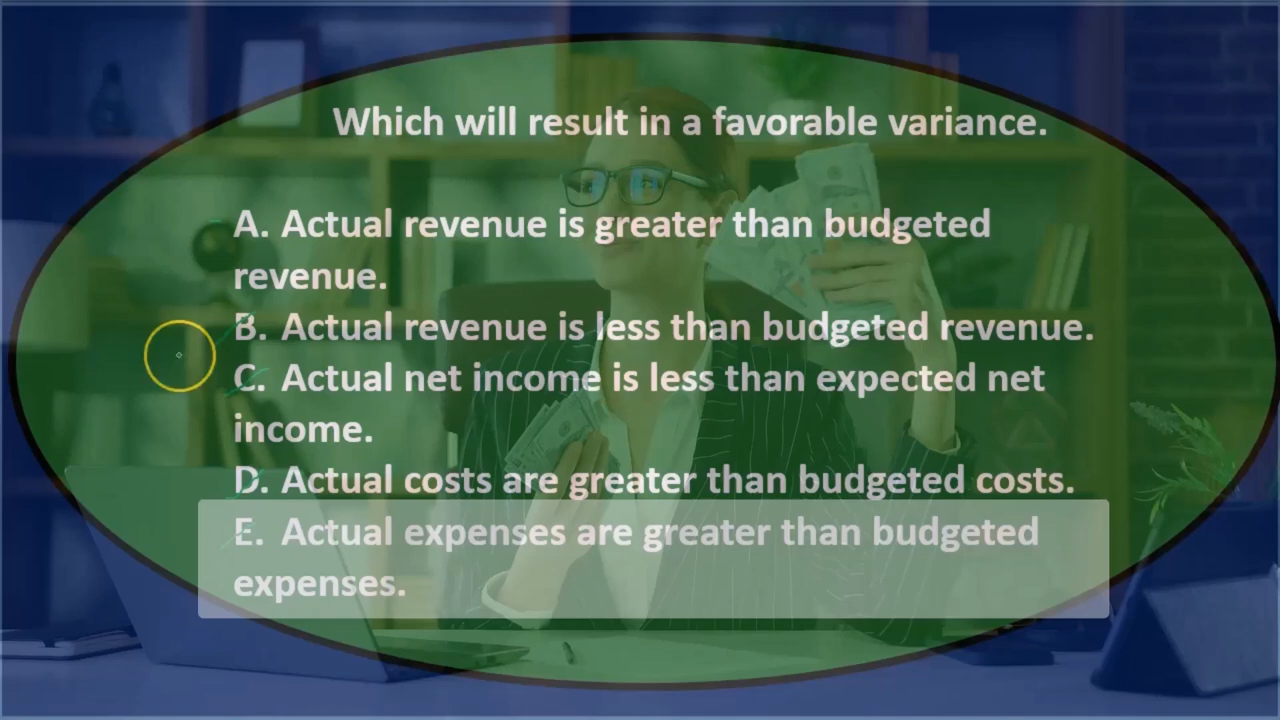 Which will result in a favorable variance.
A. Actual revenue is greater than budgeted
revenue.
B. Actual revenue is less than budgeted revenue.
C. Actual net income is less than expected net
income.
D. Actual costs are greater than budgeted costs.
E. Actual expenses are greater than budgeted
expenses.